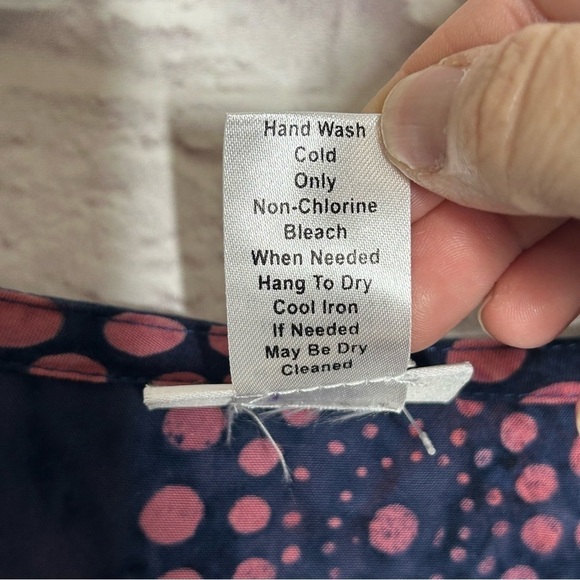 Hand Wash
Cold
Only
Non-Chlorine
Bleach
When Needed
Hang To Dry
Cool Iron
If Needed
May Be Dry
Cleaned